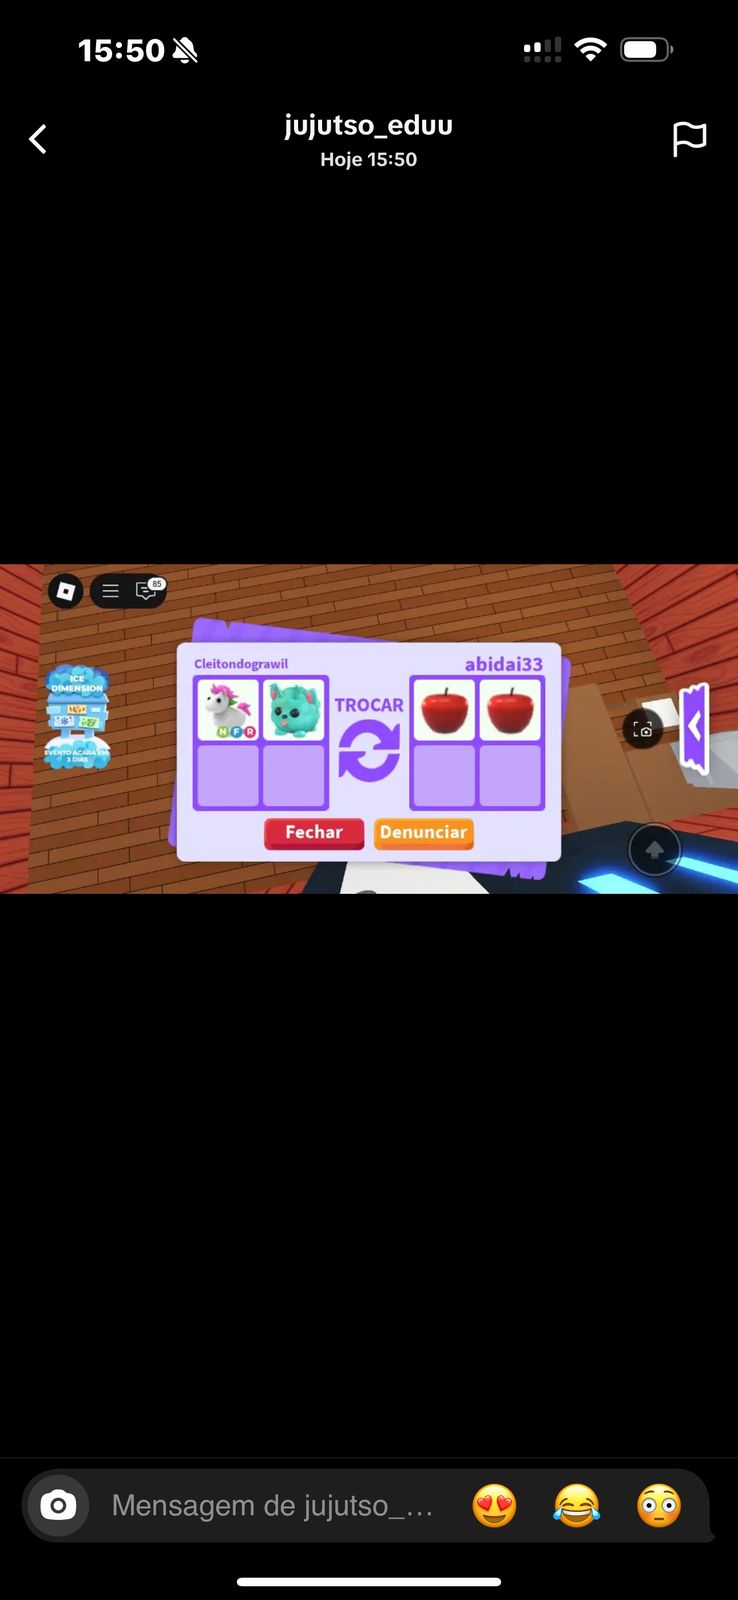 15:50
jujutso_eduu
Hoje 15:50
85
Cleitondograwil
abidai33
ICE
DIMENSION
TROCAR
N F R
EVENTO ACABA EM
3 DIAS
Fechar
Denunciar
Mensagem de jujutso_...